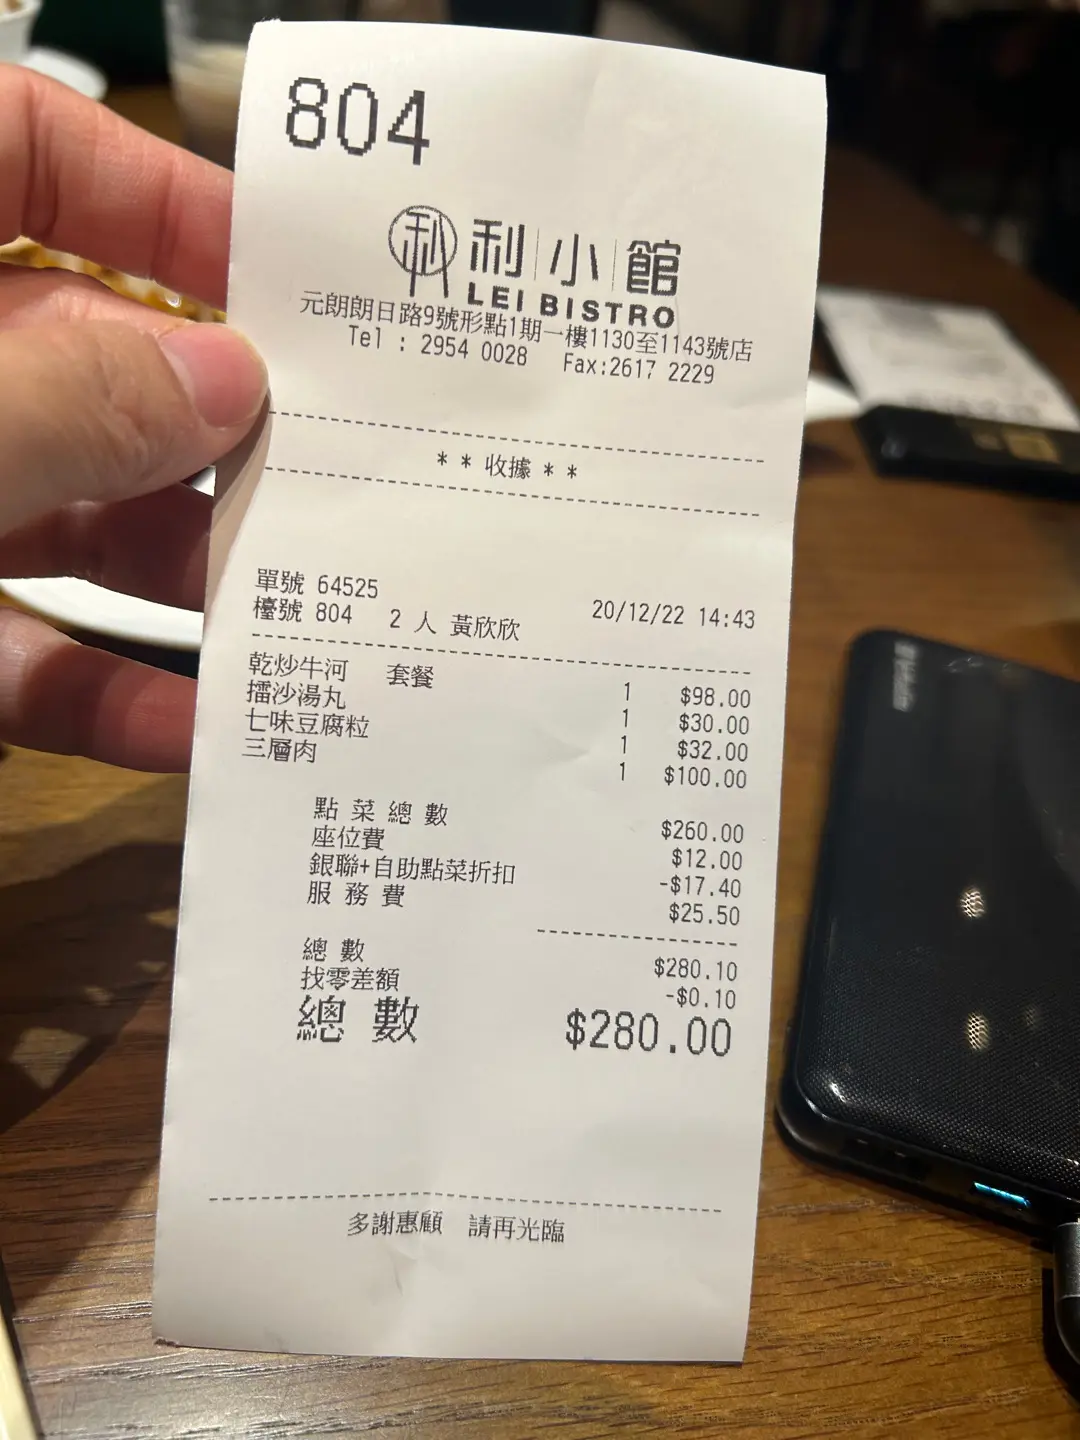 804
利小館
LEI BISTRO
元朗朗日路9號形點1期一樓1130至1143號店
Tel : 2954 0028 Fax:2617 2229
**收據**
單號 64525
檯號 804 2 人 黃欣欣 20/12/22 14:43
乾炒牛河 套餐 1 $98.00
擂沙湯丸 1 $30.00
七味豆腐粒 1 $32.00
三層肉 1 $100.00
點菜總數 $260.00
座位費 $12.00
銀聯+自助點菜折扣 -$17.40
服務費 $25.50
總數 $280.10
找零差額 -$0.10
總數 $280.00
多謝惠顧 請再光臨